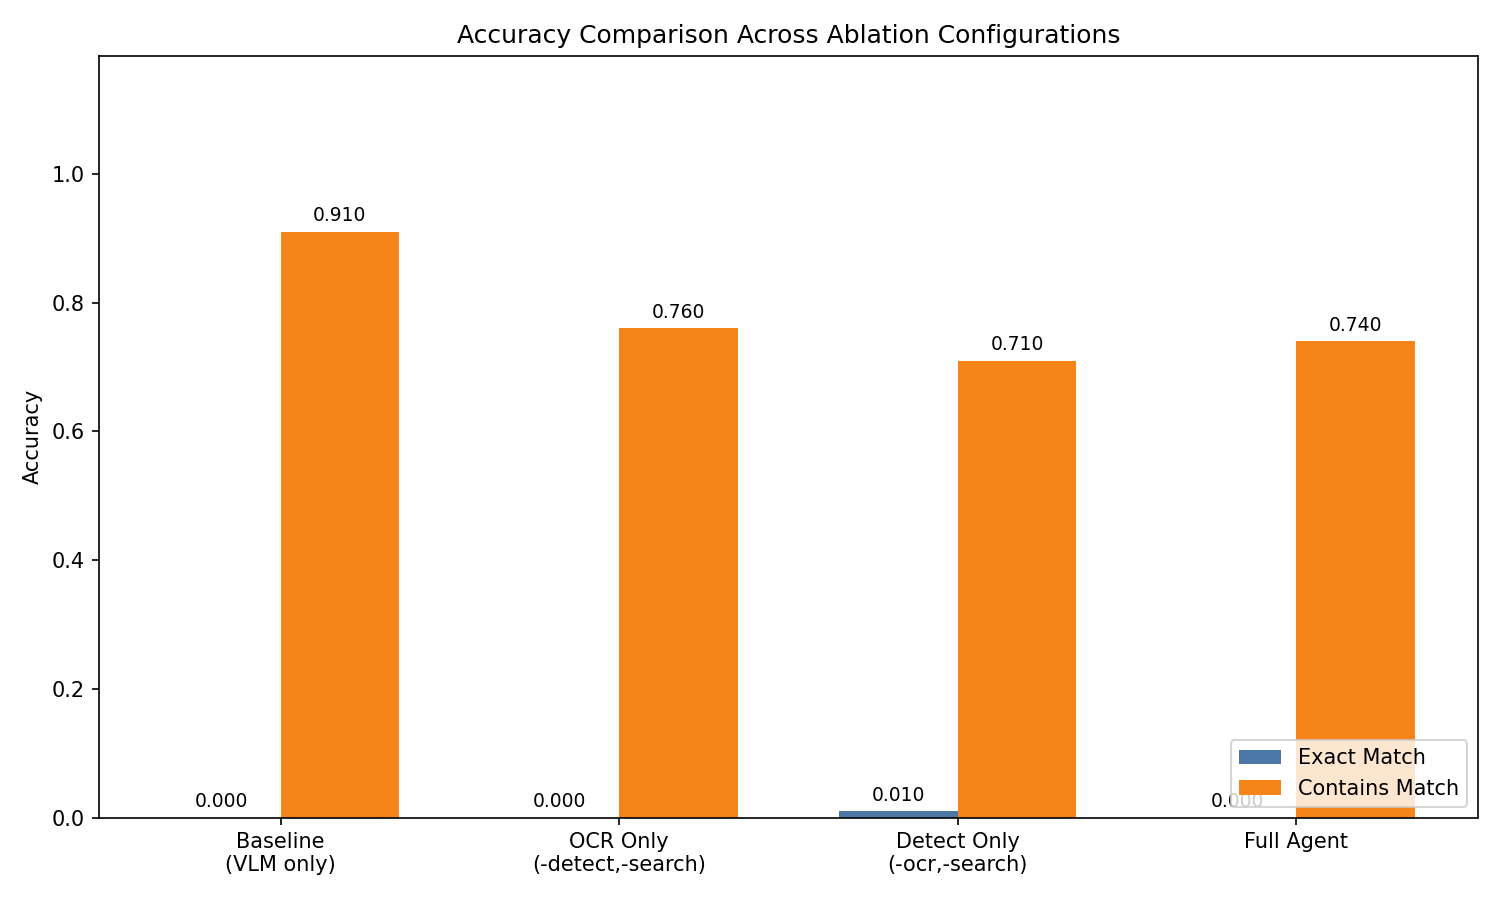 Accuracy Comparison Across Ablation Configurations
Accuracy
1.0
0.8
0.6
0.4
0.2
0.0
0.000
0.910
0.000
0.760
0.010
0.710
0.000
0.740
Exact Match
Contains Match
Baseline
(VLM only)
OCR Only
(-detect,-search)
Detect Only
(-ocr,-search)
Full Agent